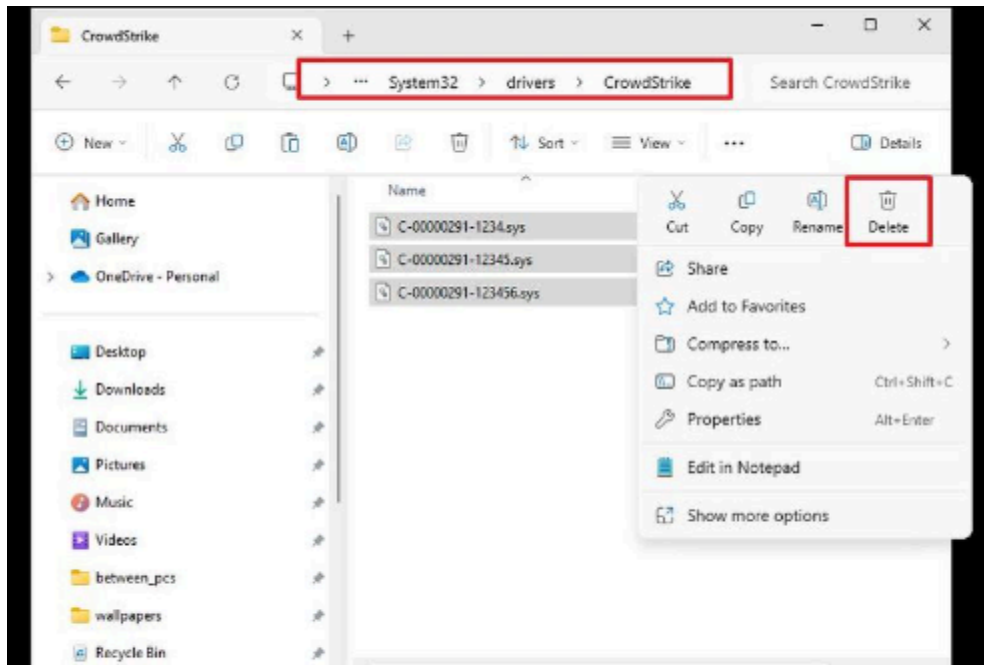 CrowdStrike
System32 > drivers > CrowdStrike
Search CrowdStrike
New
Sort
View
Details
Home
Gallery
OneDrive - Personal
Desktop
Downloads
Documents
Pictures
Music
Videos
between_pcs
wallpapers
Recycle Bin
Name
C-00000291-1234.sys
C-00000291-12345.sys
C-00000291-123456.sys
Cut Copy Rename Delete
Share
Add to Favorites
Compress to...
Copy as path Ctrl+Shift+C
Properties Alt+Enter
Edit in Notepad
Show more options